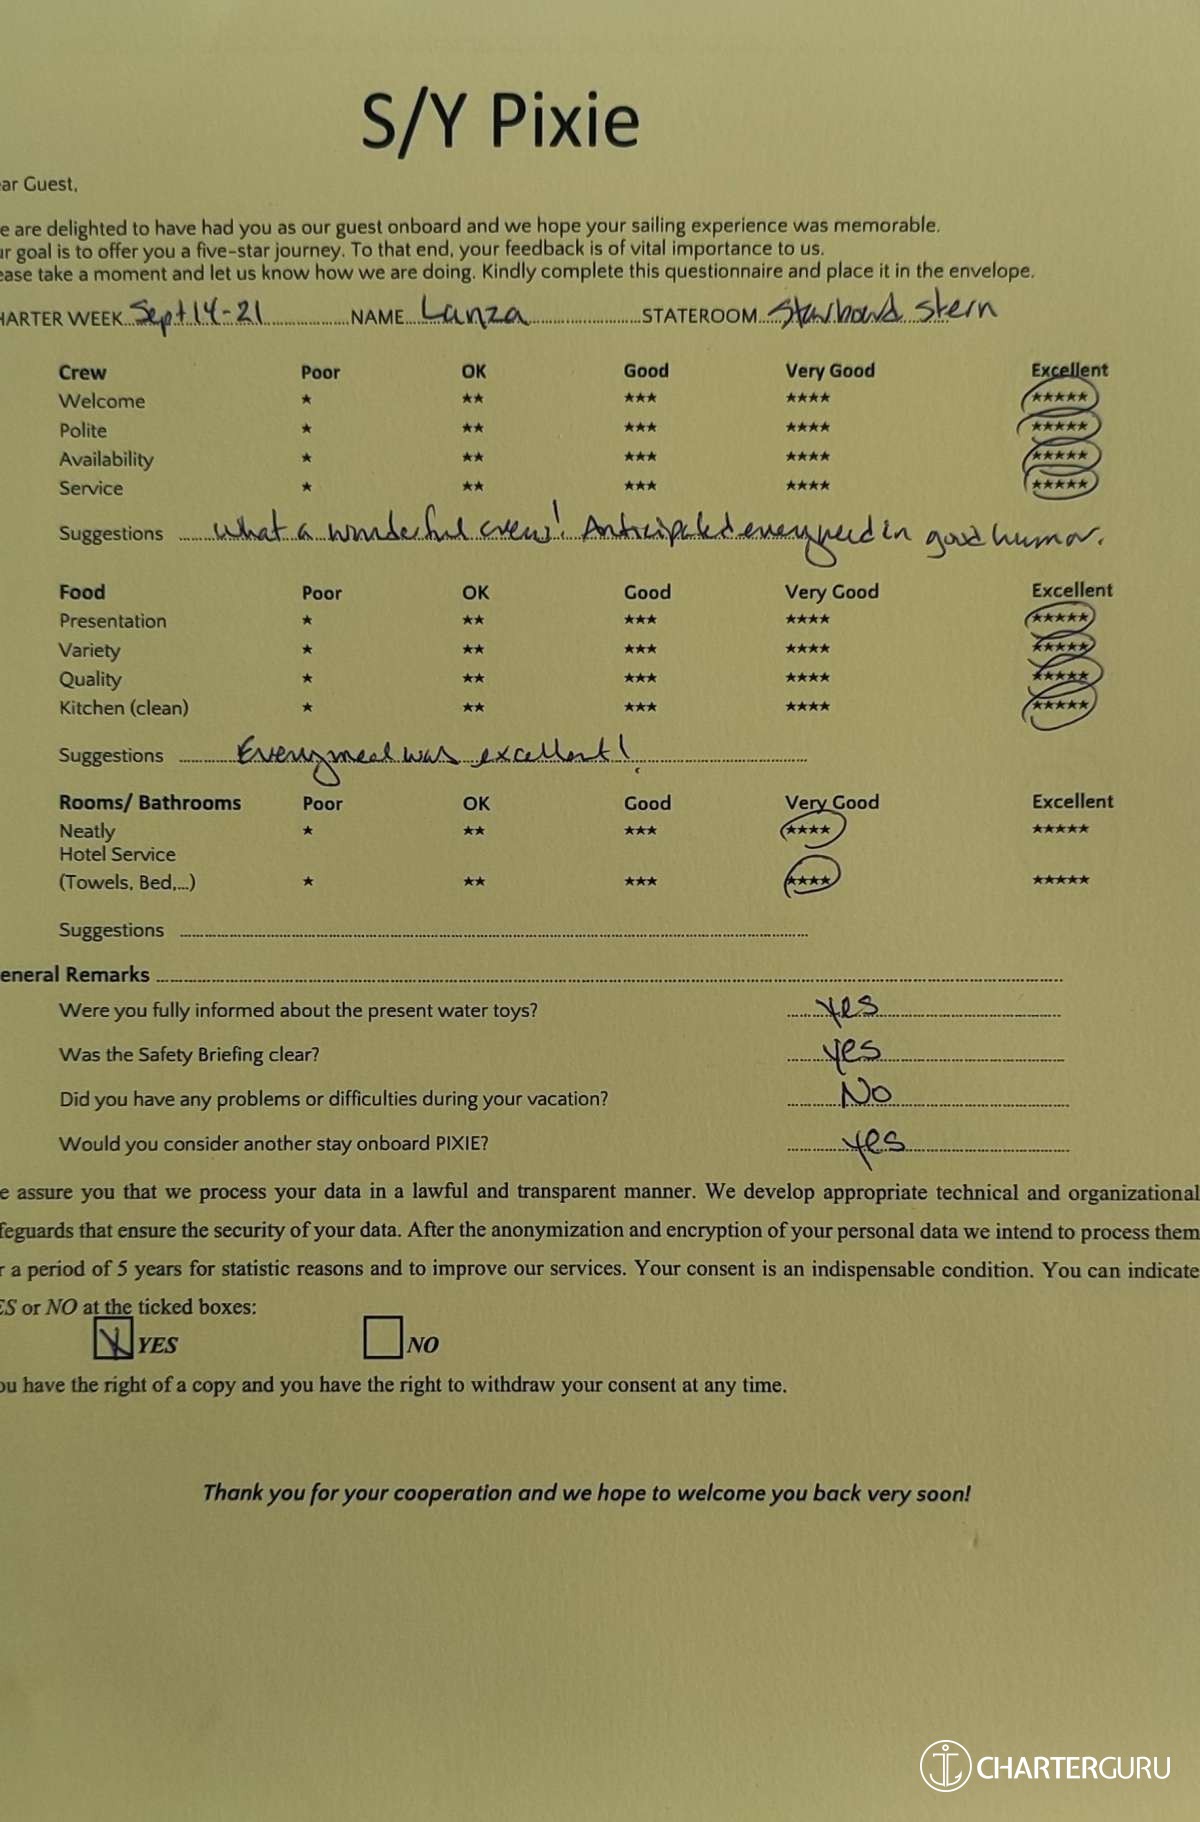 S/Y Pixie
ear Guest,
e are delighted to have had you as our guest onboard and we hope your sailing experience was memorable.
ur goal is to offer you a five-star journey. To that end, your feedback is of vital importance to us.
ease take a moment and let us know how we are doing. Kindly complete this questionnaire and place it in the envelope.
HARTER WEEK Sept 14-21 NAME Lanza STATEROOM Starboard Stern
Crew Poor OK Good Very Good Excellent
Welcome ★ ★★ ★★★ ★★★★ ★★★★★
Polite ★ ★★ ★★★ ★★★★ ★★★★★
Availability ★ ★★ ★★★ ★★★★ ★★★★★
Service ★ ★★ ★★★ ★★★★ ★★★★★
Suggestions What a wonderful crew! Anticipated every need in good humor.
Food Poor OK Good Very Good Excellent
Presentation ★ ★★ ★★★ ★★★★ ★★★★★
Variety ★ ★★ ★★★ ★★★★ ★★★★★
Quality ★ ★★ ★★★ ★★★★ ★★★★★
Kitchen (clean) ★ ★★ ★★★ ★★★★ ★★★★★
Suggestions Every meal was excellent!
Rooms/ Bathrooms Poor OK Good Very Good Excellent
Neatly ★ ★★ ★★★ ★★★★ ★★★★★
Hotel Service
(Towels, Bed,...) ★ ★★ ★★★ ★★★★ ★★★★★
Suggestions
eneral Remarks
Were you fully informed about the present water toys? yes
Was the Safety Briefing clear? yes
Did you have any problems or difficulties during your vacation? No
Would you consider another stay onboard PIXIE? yes
e assure you that we process your data in a lawful and transparent manner. We develop appropriate technical and organizational
feguards that ensure the security of your data. After the anonymization and encryption of your personal data we intend to process them
r a period of 5 years for statistic reasons and to improve our services. Your consent is an indispensable condition. You can indicate
ES or NO at the ticked boxes:
YES NO
ou have the right of a copy and you have the right to withdraw your consent at any time.
Thank you for your cooperation and we hope to welcome you back very soon!
CHARTERGURU